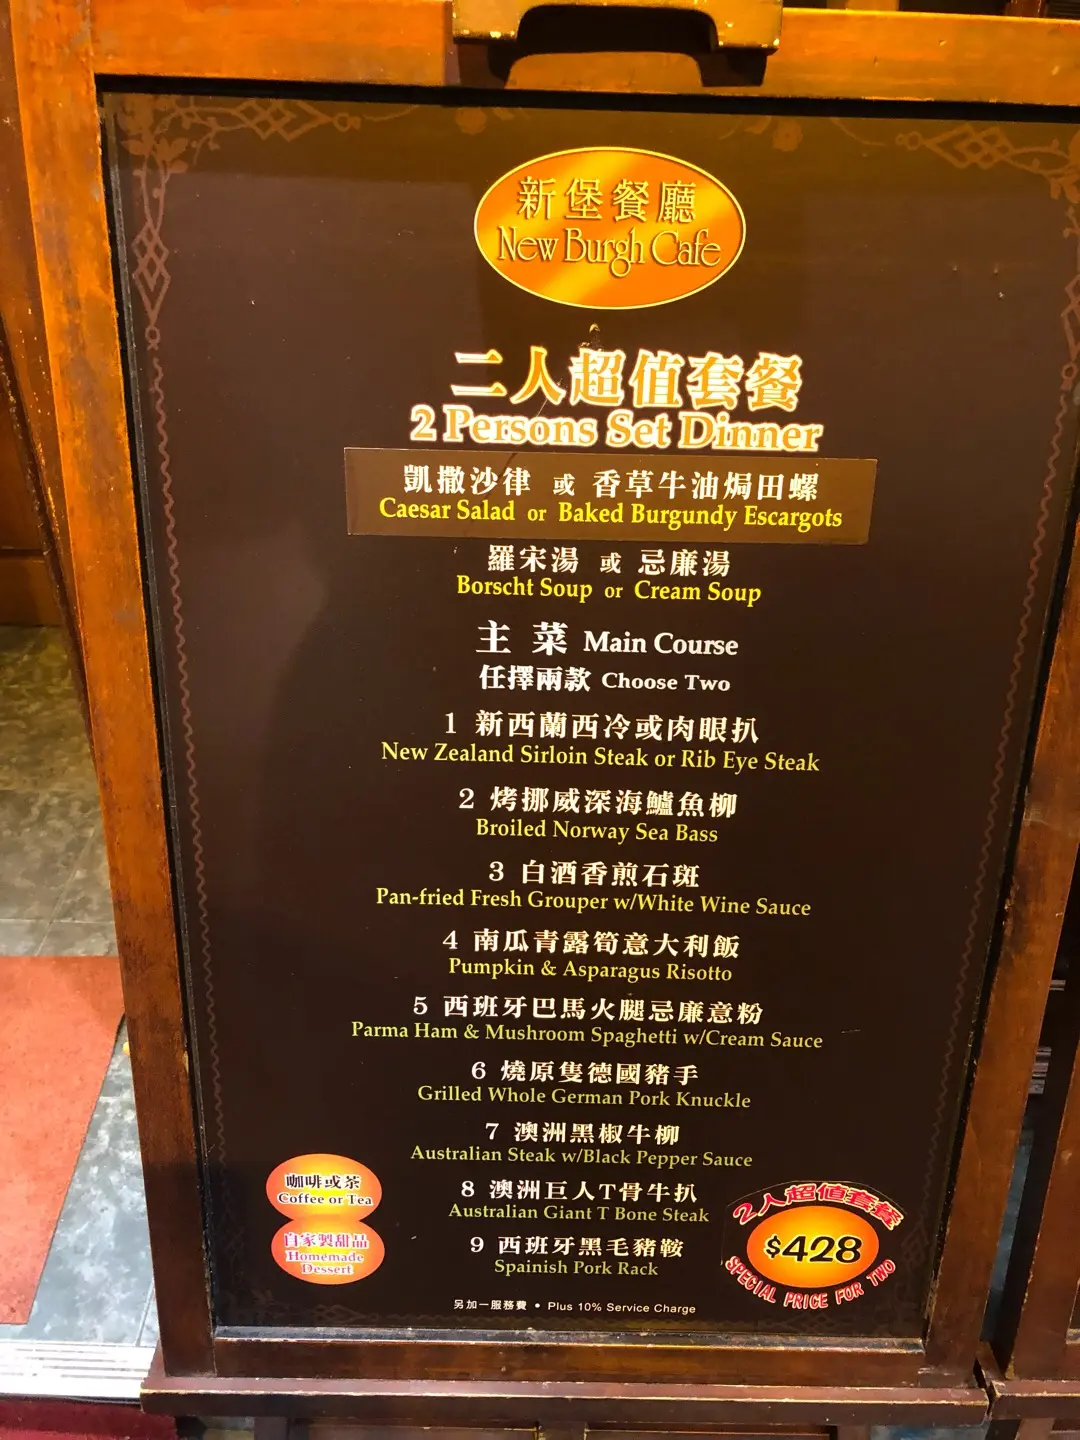 新堡餐廳
New Burgh Cafe
二人超值套餐
2 Persons Set Dinner
凱撒沙律 或 香草牛油焗田螺
Caesar Salad or Baked Burgundy Escargots
羅宋湯 或 忌廉湯
Borscht Soup or Cream Soup
主 菜 Main Course
任擇兩款 Choose Two
1 新西蘭西冷或肉眼扒
New Zealand Sirloin Steak or Rib Eye Steak
2 烤挪威深海鱸魚柳
Broiled Norway Sea Bass
3 白酒香煎石斑
Pan-fried Fresh Grouper w/White Wine Sauce
4 南瓜青露筍意大利飯
Pumpkin & Asparagus Risotto
5 西班牙巴馬火腿忌廉意粉
Parma Ham & Mushroom Spaghetti w/Cream Sauce
6 燒原隻德國豬手
Grilled Whole German Pork Knuckle
7 澳洲黑椒牛柳
Australian Steak w/Black Pepper Sauce
8 澳洲巨人T骨牛扒
Australian Giant T Bone Steak
9 西班牙黑毛豬鞍
Spainish Pork Rack
咖啡或茶
Coffee or Tea
自家製甜品
Homemade
Dessert
2人超值套餐
$428
SPECIAL PRICE FOR TWO
另加一服務費 • Plus 10% Service Charge